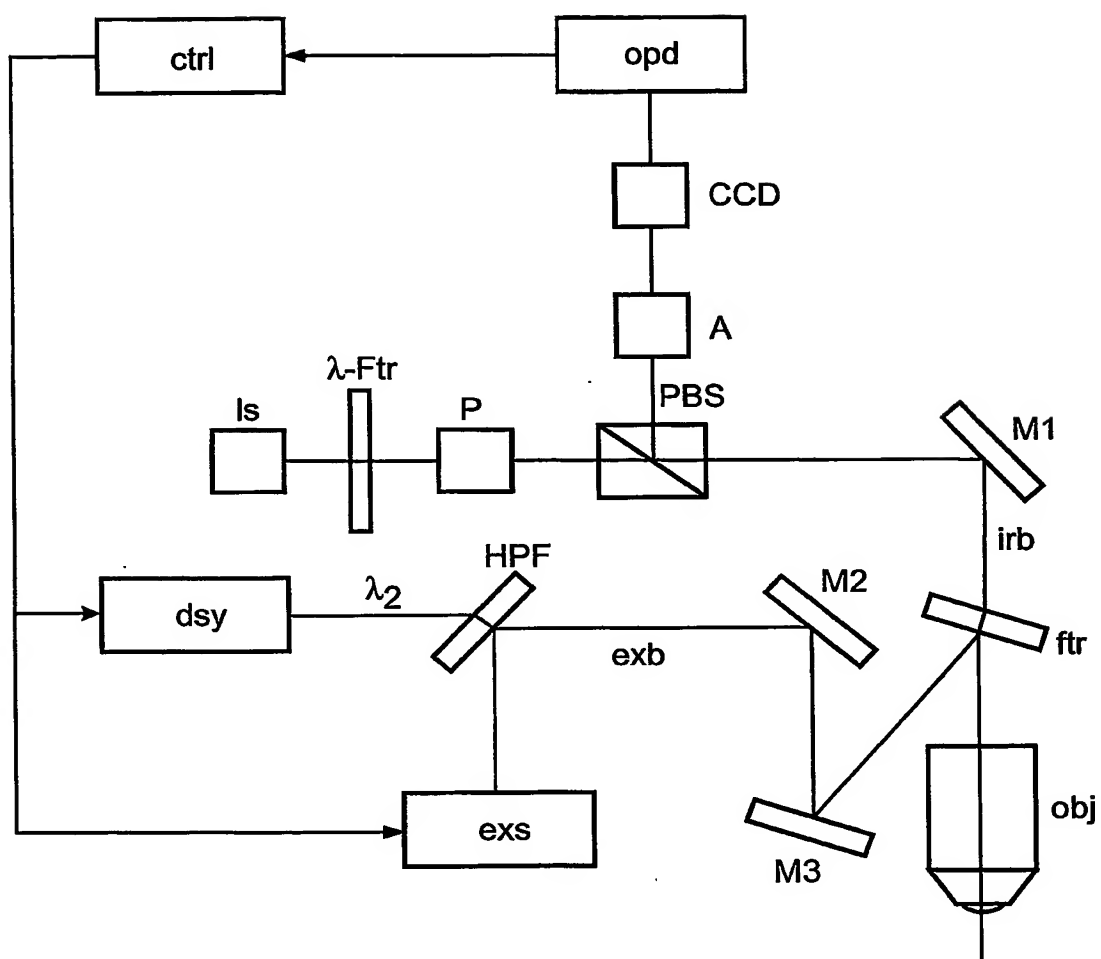 ctrl
opd
CCD
A
λ-Ftr
PBS
ls
P
M1
irb
HPF
M2
λ2
dsy
ftr
exb
obj
exs
M3